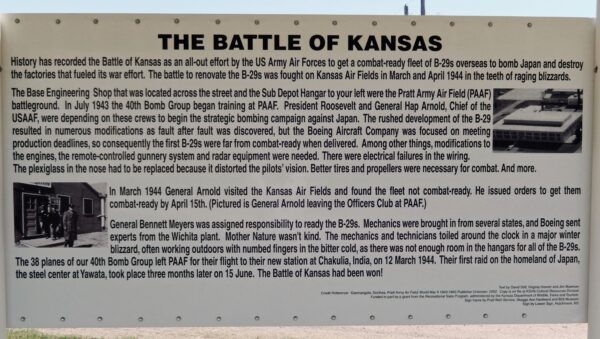 THE BATTLE OF KANSAS
History has recorded the Battle of Kansas as an all-out effort by the US Army Air Forces to get a combat-ready fleet of B-29s overseas to bomb Japan and destroy
the factories that fueled its war effort. The battle to renovate the B-29s was fought on Kansas Air Fields in March and April 1944 in the teeth of raging blizzards.
The Base Engineering Shop that was located across the street and the Sub Depot Hangar to your left were the Pratt Army Air Field (PAAF)
battleground. In July 1943 the 40th Bomb Group began training at PAAF. President Roosevelt and General Hap Arnold, Chief of the
USAAF, were depending on these crews to begin the strategic bombing campaign against Japan. The rushed development of the B-29
resulted in numerous modifications as fault after fault was discovered, but the Boeing Aircraft Company was focused on meeting
production deadlines, so consequently the first B-29s were far from combat-ready when delivered. Among other things, modifications to
the engines, the remote-controlled gunnery system and radar equipment were needed. There were electrical failures in the wiring.
The plexiglass in the nose had to be replaced because it distorted the pilots' vision. Better tires and propellers were necessary for combat. And more.
In March 1944 General Arnold visited the Kansas Air Fields and found the fleet not combat-ready. He issued orders to get them
combat-ready by April 15th. (Pictured is General Arnold leaving the Officers Club at PAAF.)
General Bennett Meyers was assigned responsibility to ready the B-29s. Mechanics were brought in from several states, and Boeing sent
experts from the Wichita plant. Mother Nature wasn't kind. The mechanics and technicians toiled around the clock in a major winter
blizzard, often working outdoors with numbed fingers in the bitter cold, as there was not enough room in the hangars for all of the B-29s.
The 38 planes of our 40th Bomb Group left PAAF for their flight to their new station at Chakulia, India, on 12 March 1944. Their first raid on the homeland of Japan,
the steel center at Yawata, took place three months later on 15 June. The Battle of Kansas had been won!